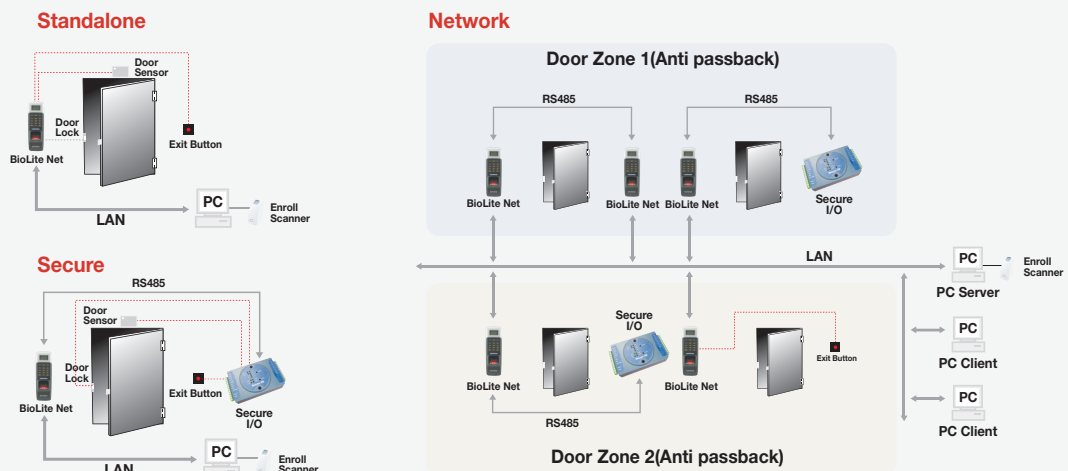 Standalone
Door
Sensor
Door
Lock
BioLite Net
Exit Button
LAN
PC
Enroll
Scanner
Secure
RS485
Door
Sensor
Door
Lock
BioLite Net
Exit Button
Secure
I/O
LAN
PC
Enroll
Scanner
Network
Door Zone 1(Anti passback)
RS485
RS485
BioLite Net
BioLite Net
BioLite Net
Secure
I/O
LAN
PC
Enroll
Scanner
PC Server
PC
PC Client
PC
PC Client
Secure
I/O
BioLite Net
BioLite Net
Exit Button
RS485
Door Zone 2(Anti passback)